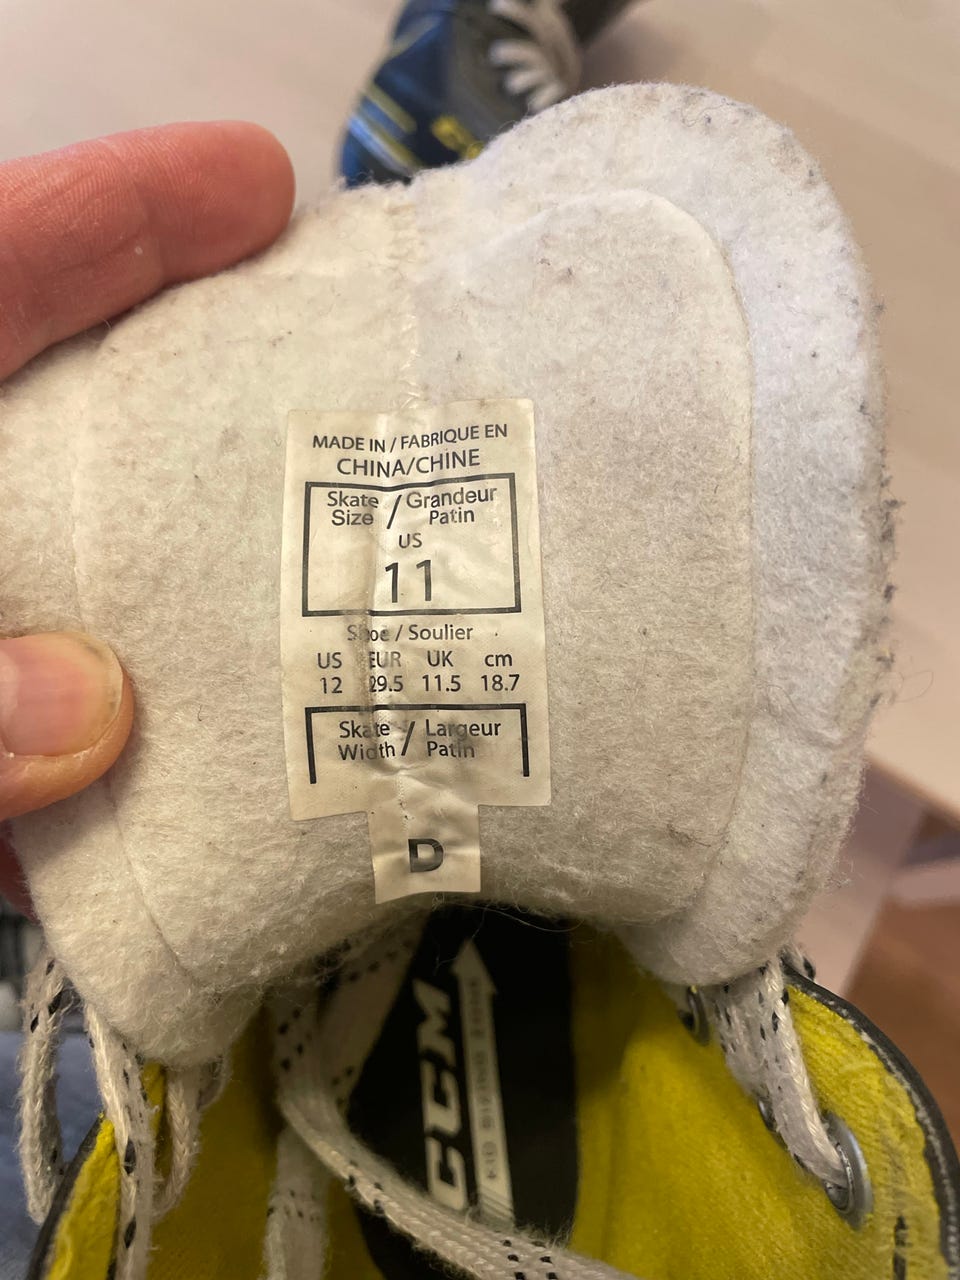 MADE IN / FABRIQUE EN
CHINA/CHINE
Skate Size / Grandeur Patin
US
11
Shoe / Soulier
US EUR UK cm
12 29.5 11.5 18.7
Skate Width / Largeur Patin
D
CCM